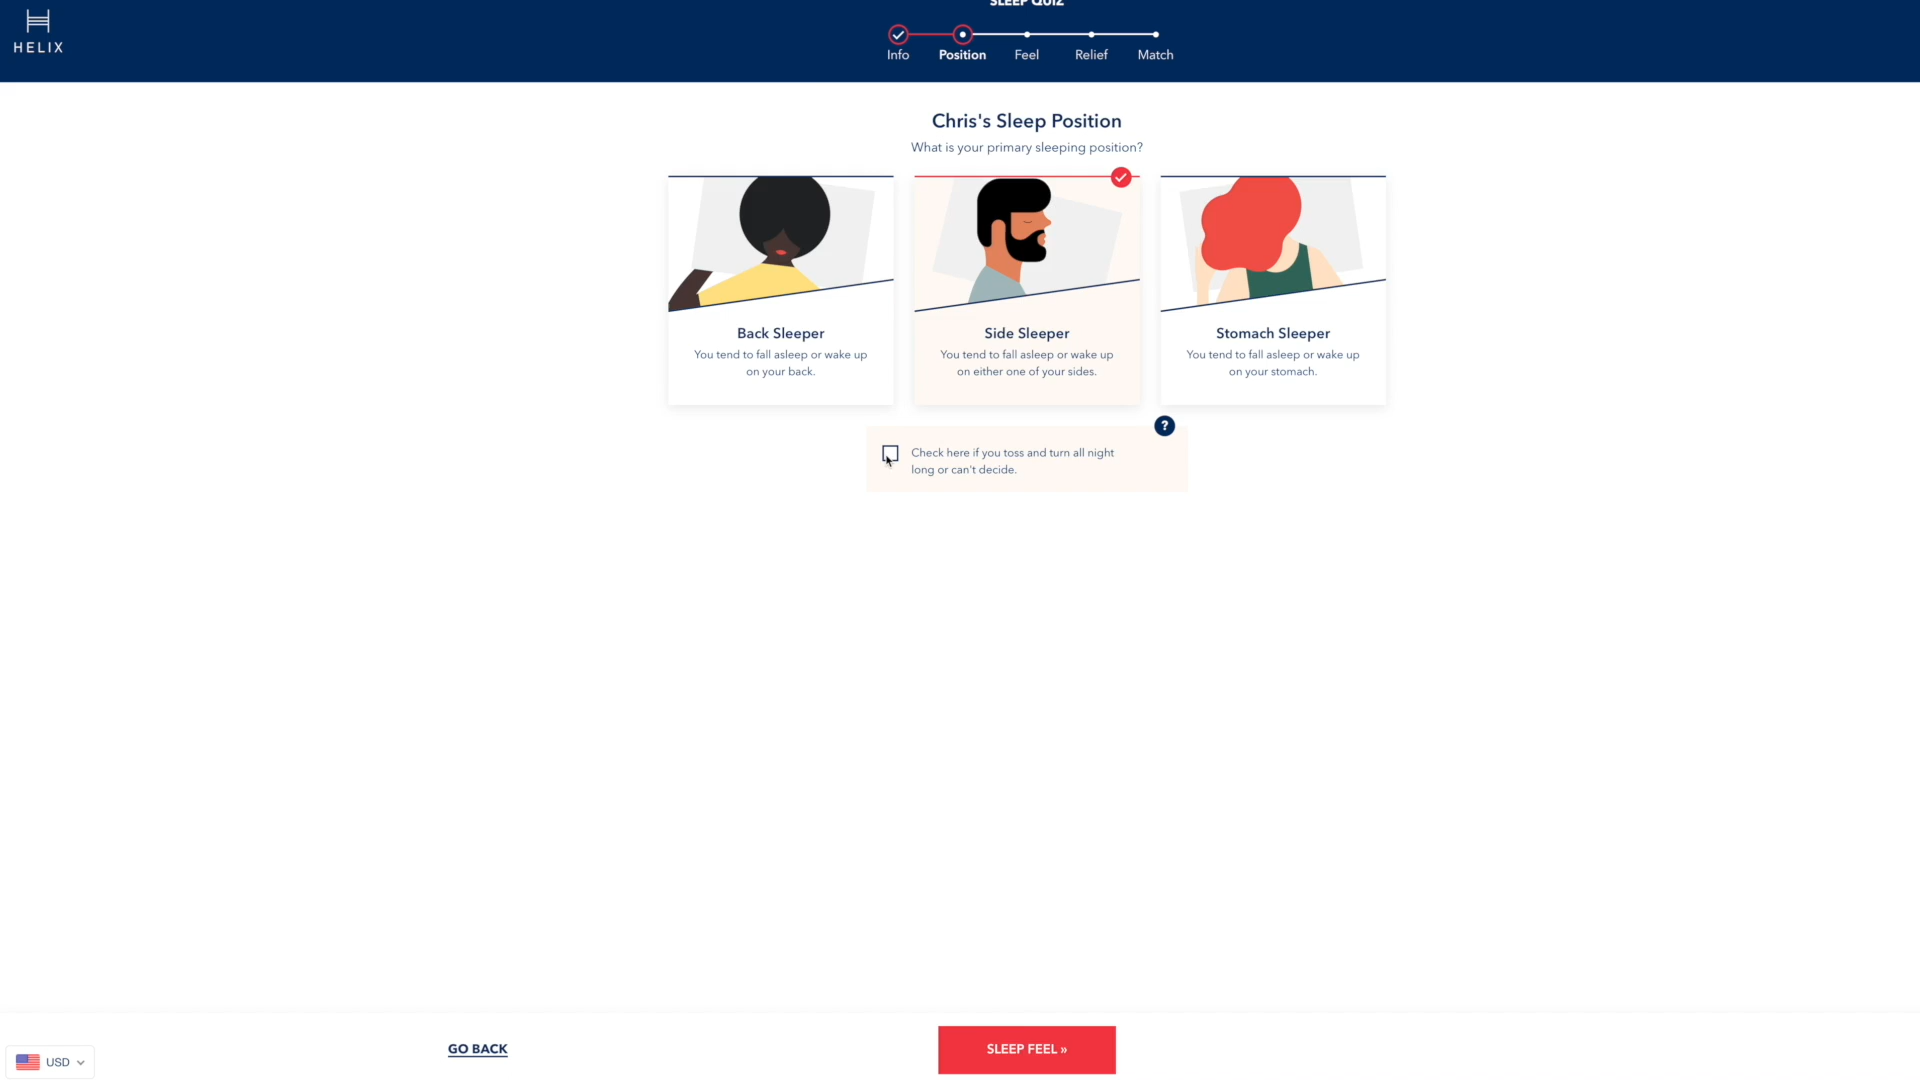 SLEEP QUIZ
HELIX
Info
Position
Feel
Relief
Match
Chris's Sleep Position
What is your primary sleeping position?
Back Sleeper
You tend to fall asleep or wake up
on your back.
Side Sleeper
You tend to fall asleep or wake up
on either one of your sides.
Stomach Sleeper
You tend to fall asleep or wake up
on your stomach.
?
Check here if you toss and turn all night
long or can't decide.
GO BACK
SLEEP FEEL »
USD